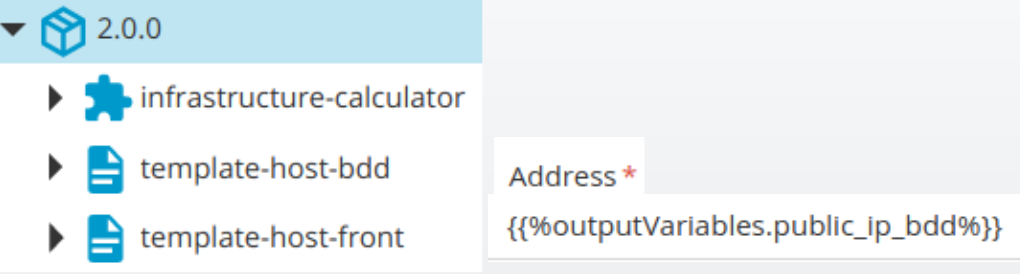 2.0.0
infrastructure-calculator
template-host-bdd
template-host-front
Address *
{{%outputVariables.public_ip_bdd%}}